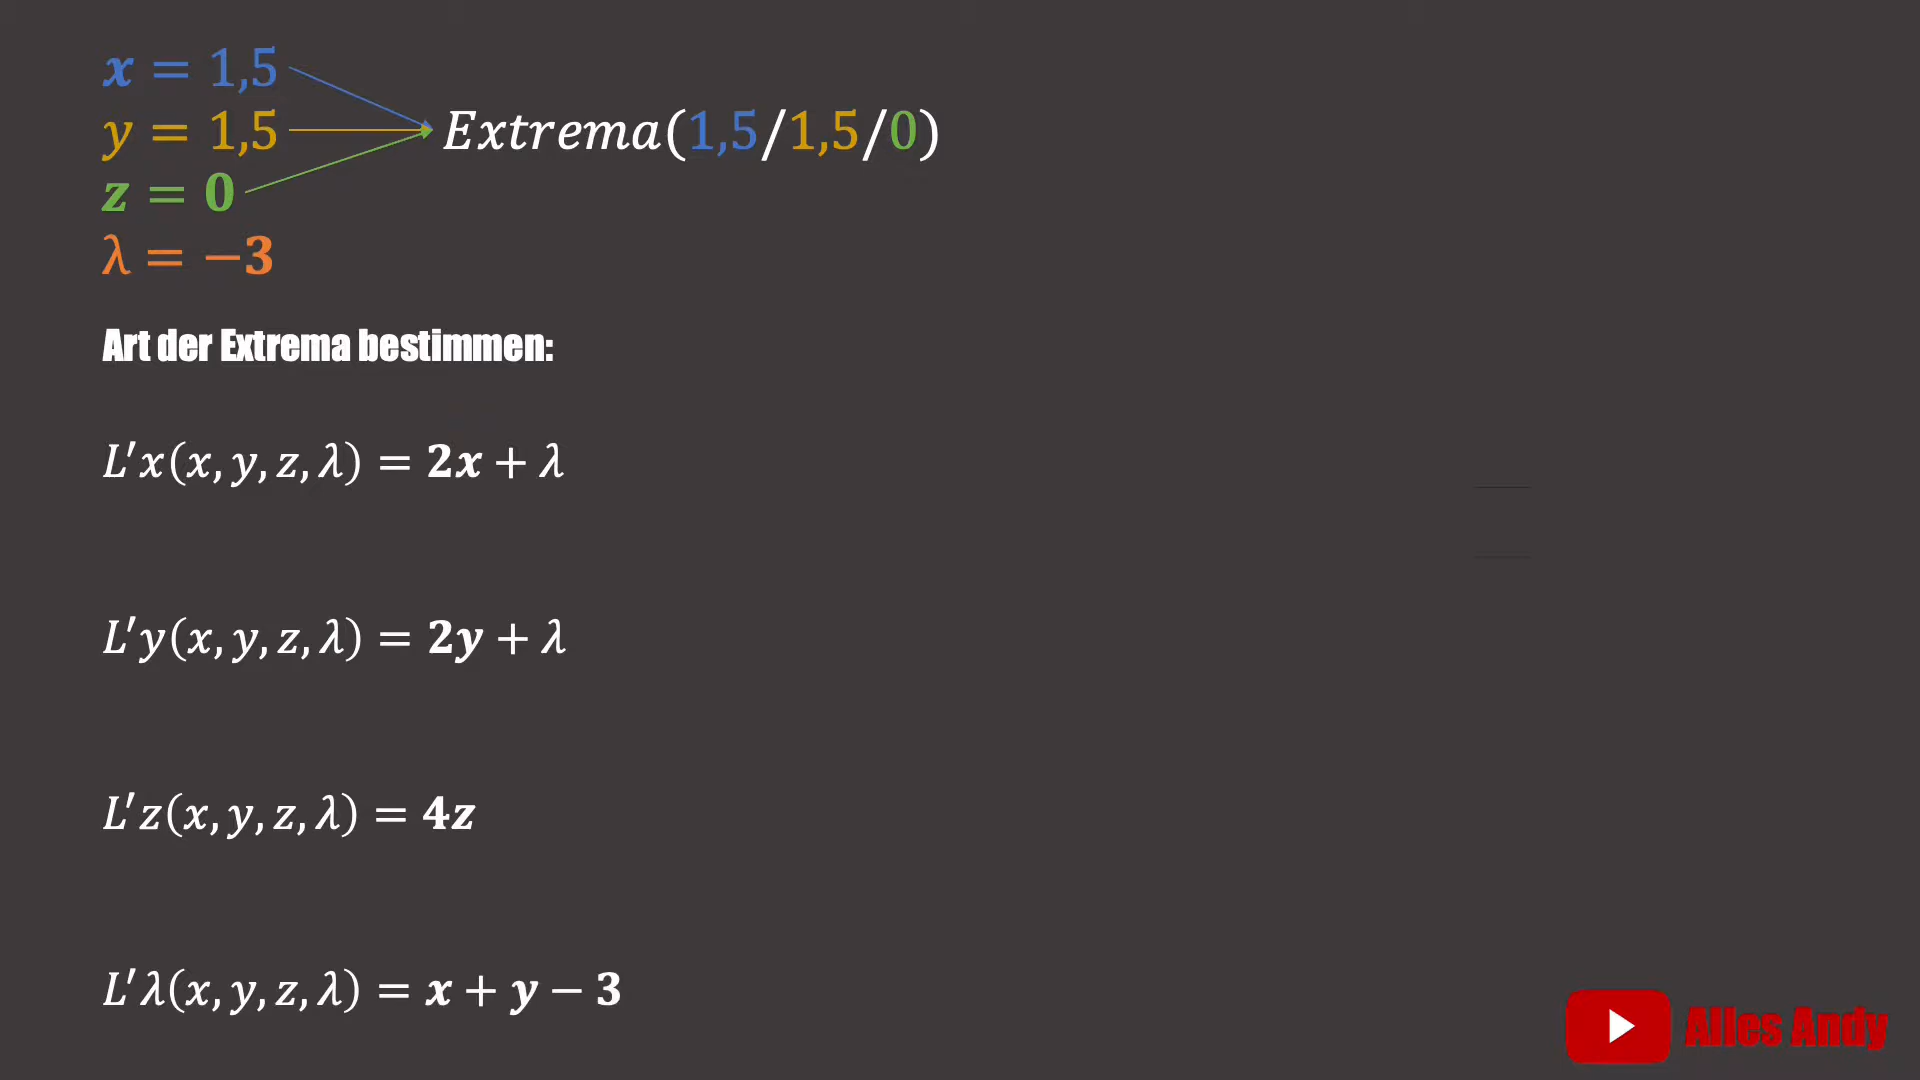 x = 1,5
y = 1,5
Extrema(1,5/1,5/0)
z = 0
λ = −3
Art der Extrema bestimmen:
L′x(x, y, z, λ) = 2x + λ
L′y(x, y, z, λ) = 2y + λ
L′z(x, y, z, λ) = 4z
L′λ(x, y, z, λ) = x + y − 3
Alles Andy